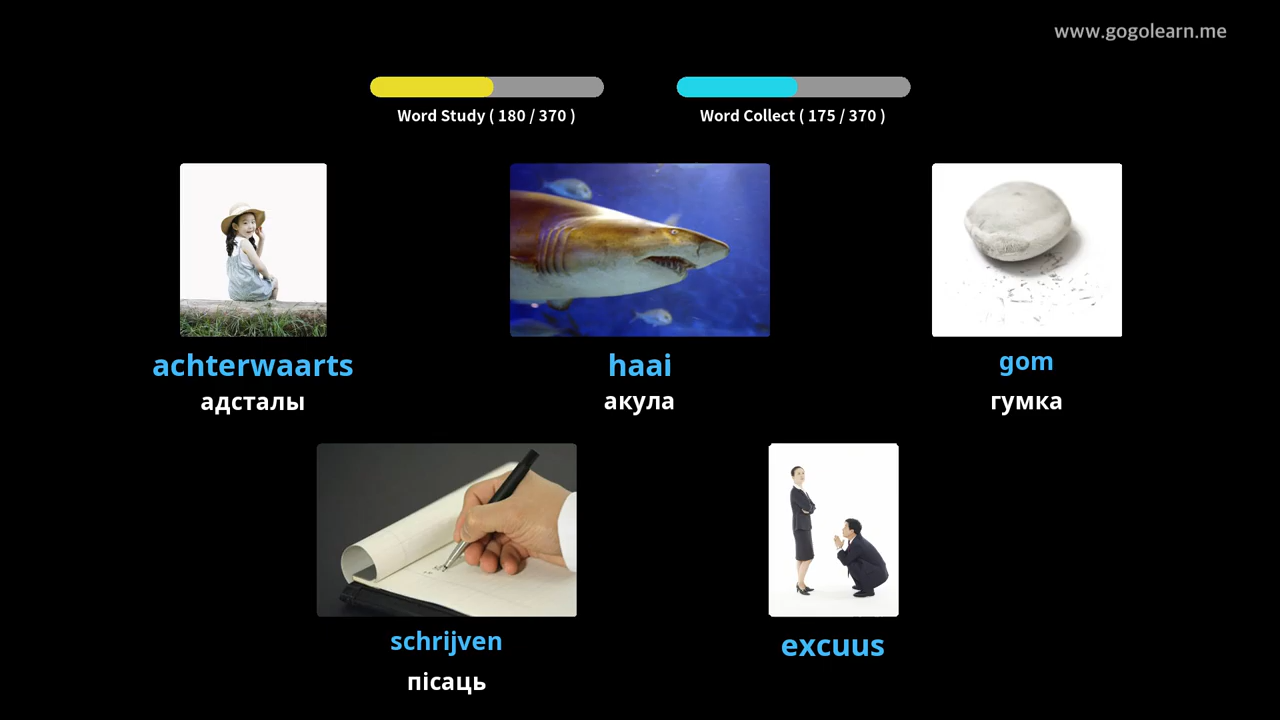 www.gogolearn.me
Word Study ( 180 / 370 )
Word Collect ( 175 / 370 )
achterwaarts
адсталы
haai
акула
gom
гумка
schrijven
пісаць
excuus